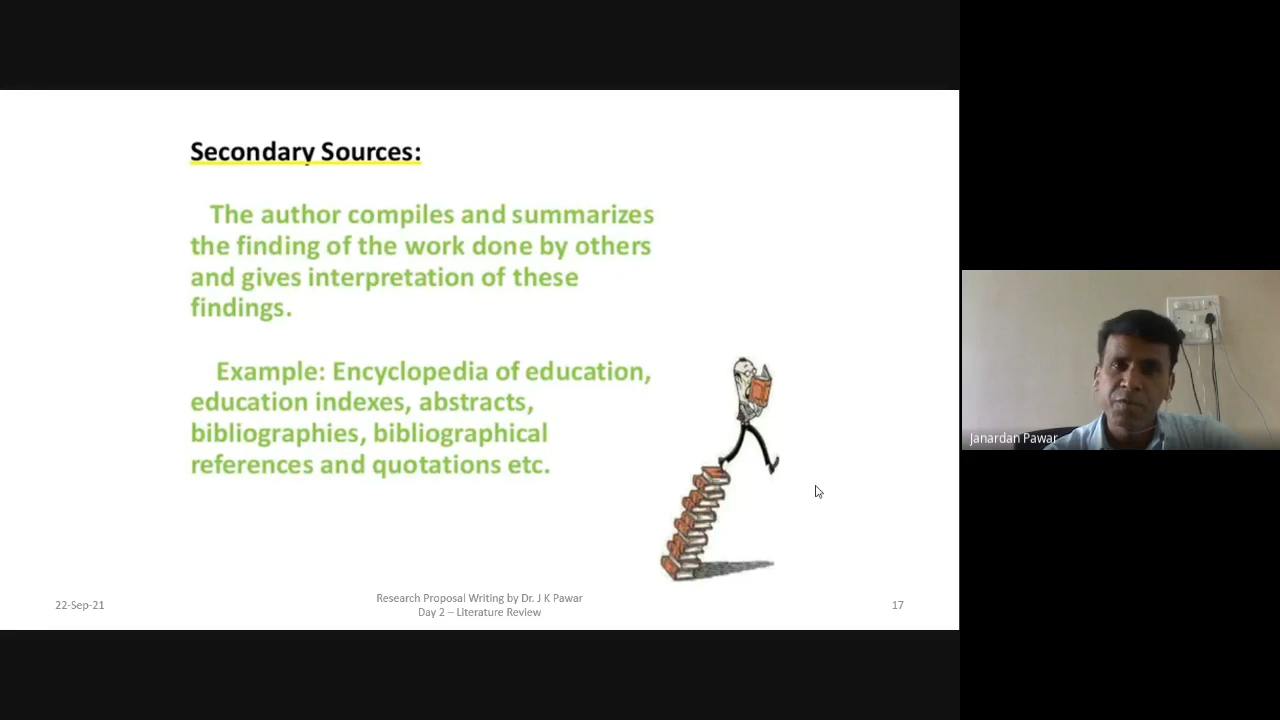 Secondary Sources:
The author compiles and summarizes
the finding of the work done by others
and gives interpretation of these
findings.
Example: Encyclopedia of education,
education indexes, abstracts,
bibliographies, bibliographical
references and quotations etc.
22-Sep-21
Research Proposal Writing by Dr. J K Pawar
Day 2 – Literature Review
17
Janardan Pawar